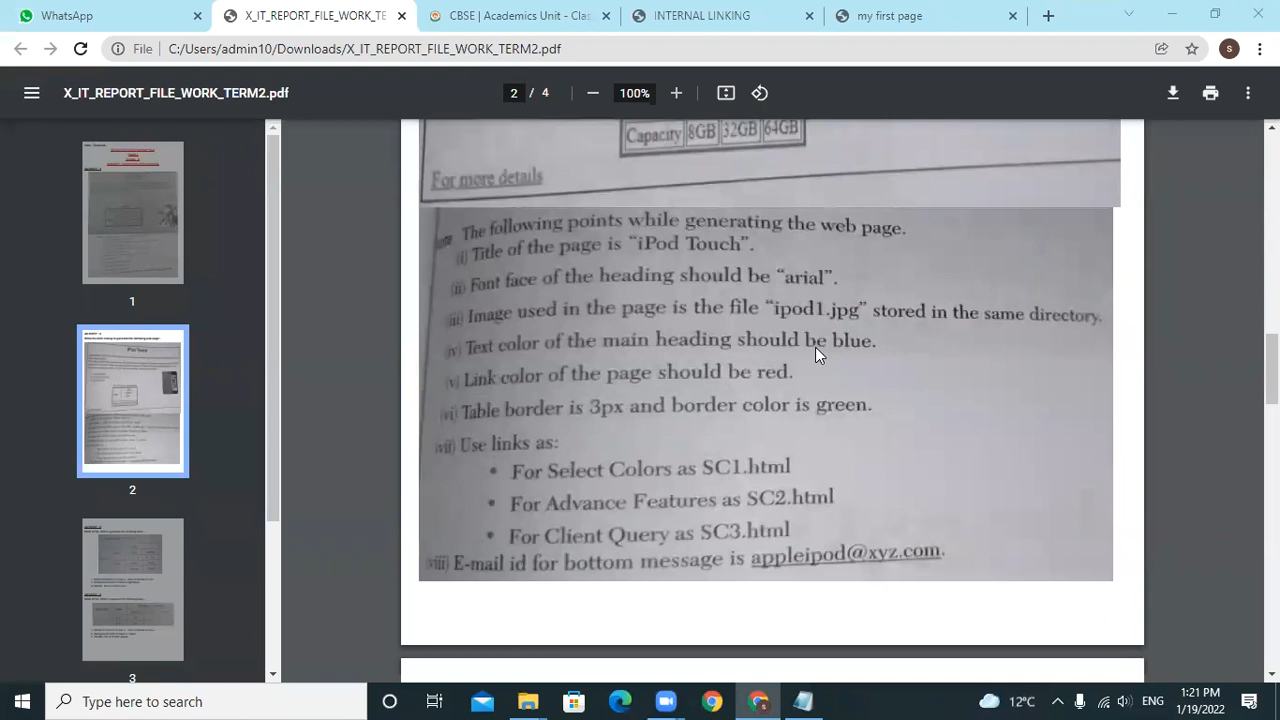 WhatsApp
X_IT_REPORT_FILE_WORK_TE
CBSE | Academics Unit - Clas
INTERNAL LINKING
my first page
File
C:/Users/admin10/Downloads/X_IT_REPORT_FILE_WORK_TERM2.pdf
S
X_IT_REPORT_FILE_WORK_TERM2.pdf
2 / 4
100%
Capacity 8GB 32GB 64GB
For more details
The following points while generating the web page.
(i) Title of the page is “iPod Touch”.
(ii) Font face of the heading should be “arial”.
(iii) Image used in the page is the file “ipod1.jpg” stored in the same directory.
(iv) Text color of the main heading should be blue.
(v) Link color of the page should be red.
(vi) Table border is 3px and border color is green.
(vii) Use links as:
• For Select Colors as SC1.html
• For Advance Features as SC2.html
• For Client Query as SC3.html
(viii) E-mail id for bottom message is appleipod@xyz.com.
1
2
3
Type here to search
12°C
ENG
1:21 PM
1/19/2022